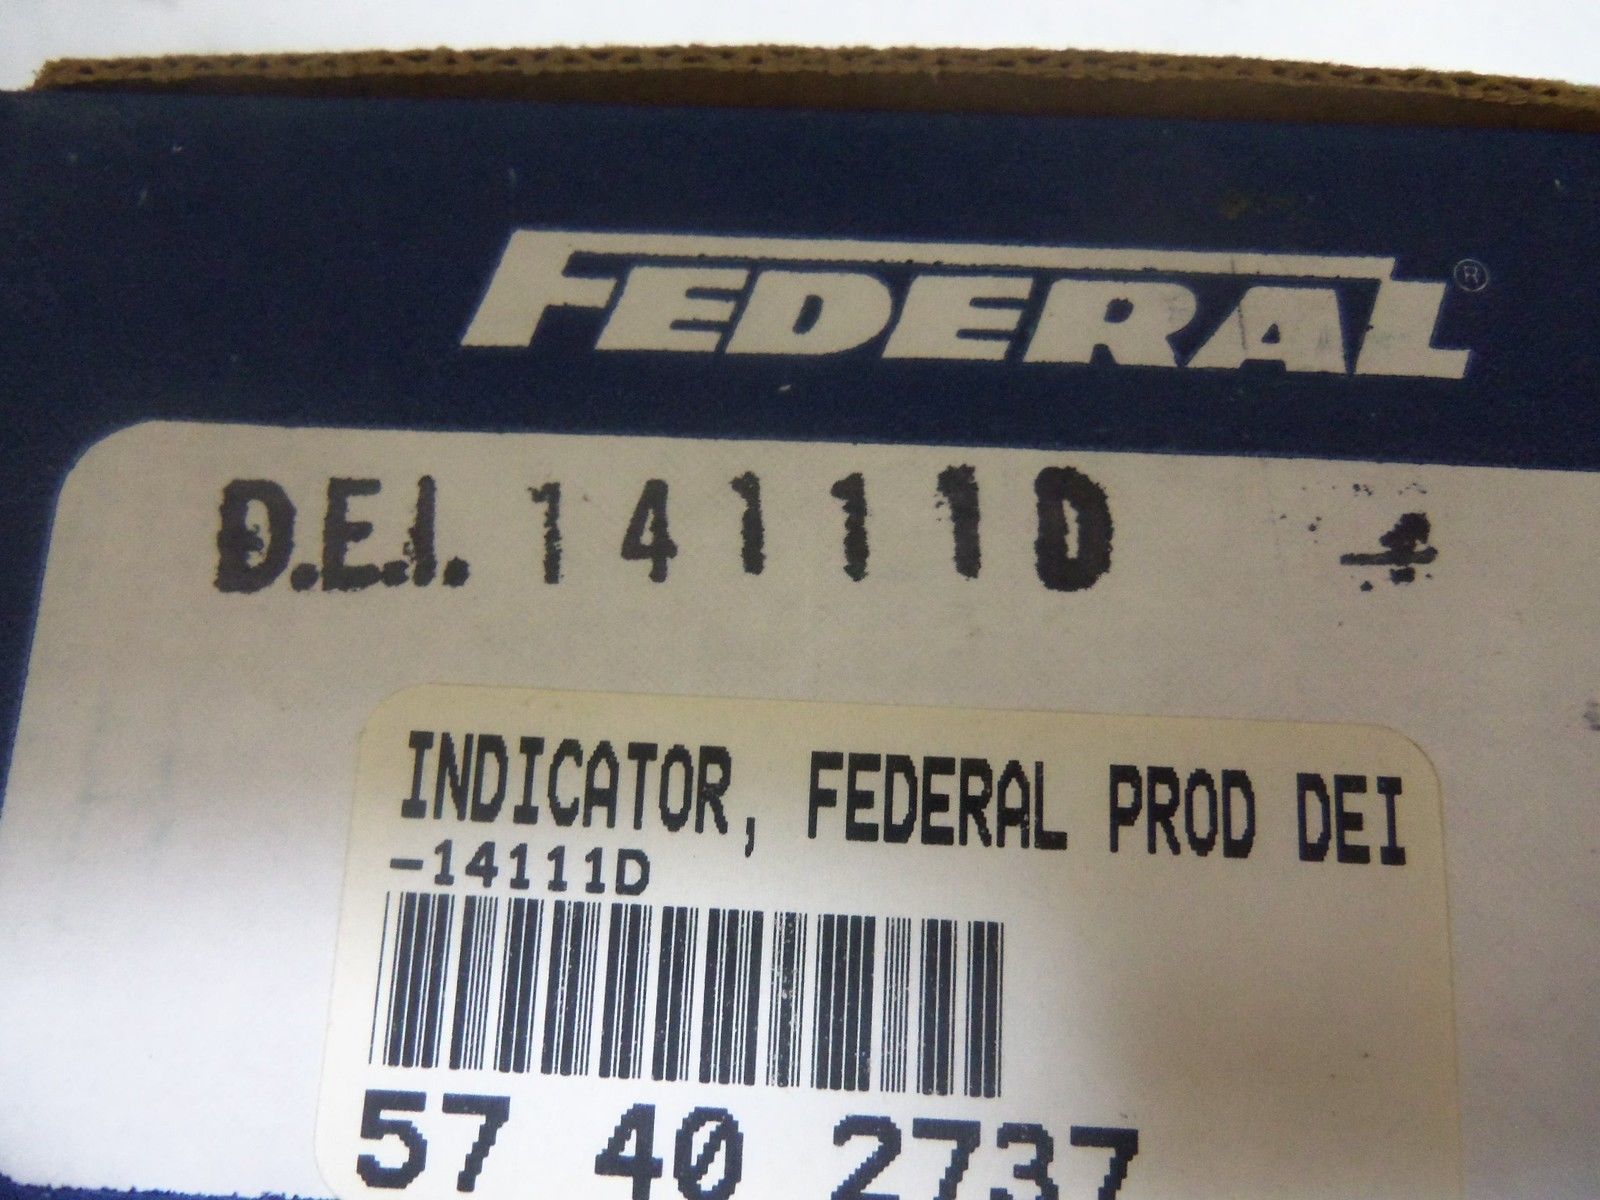 FEDERAL®
D.E.I. 14111D
INDICATOR, FEDERAL PROD DEI
-14111D
57 40 2737